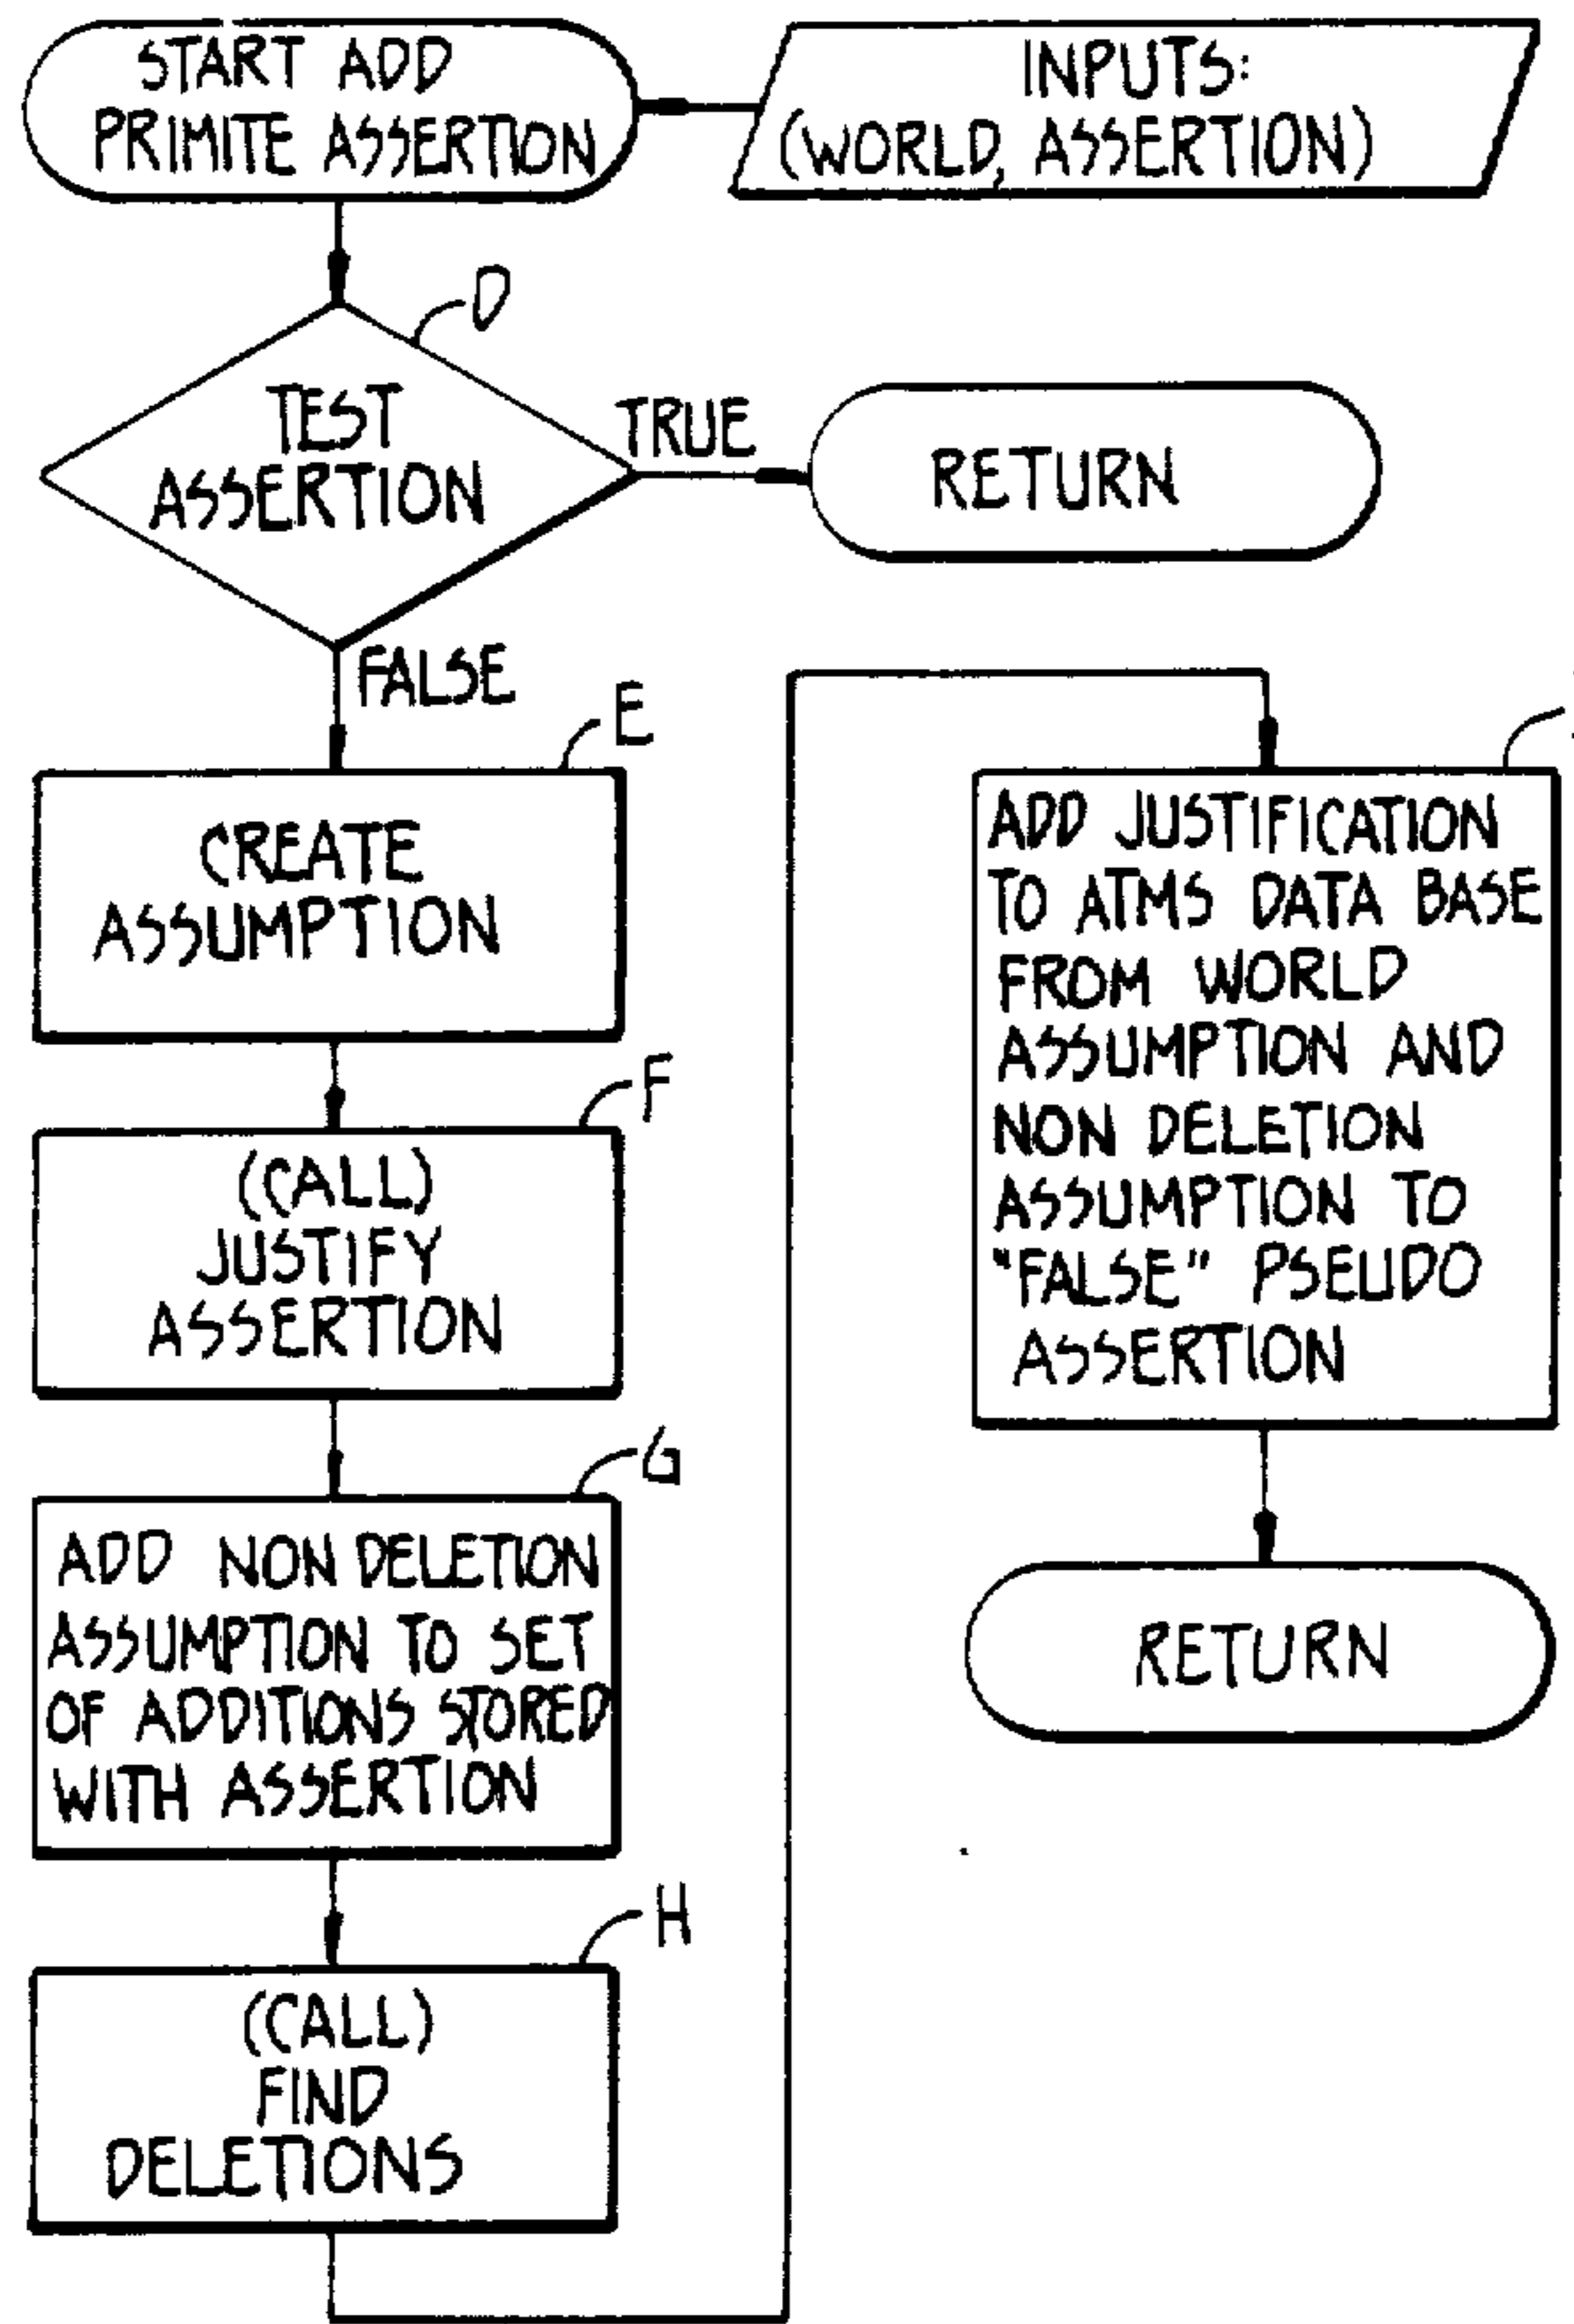 START ADD
PRIMITE ASSERTION
INPUTS:
(WORLD, ASSERTION)
D
TEST
ASSERTION
TRUE
RETURN
FALSE
E
CREATE
ASSUMPTION
F
(CALL)
JUSTIFY
ASSERTION
G
ADD NON DELETION
ASSUMPTION TO SET
OF ADDITIONS STORED
WITH ASSERTION
H
(CALL)
FIND
DELETIONS
ADD JUSTIFICATION
TO ATMS DATA BASE
FROM WORLD
ASSUMPTION AND
NON DELETION
ASSUMPTION TO
"FALSE" PSEUDO
ASSERTION
RETURN